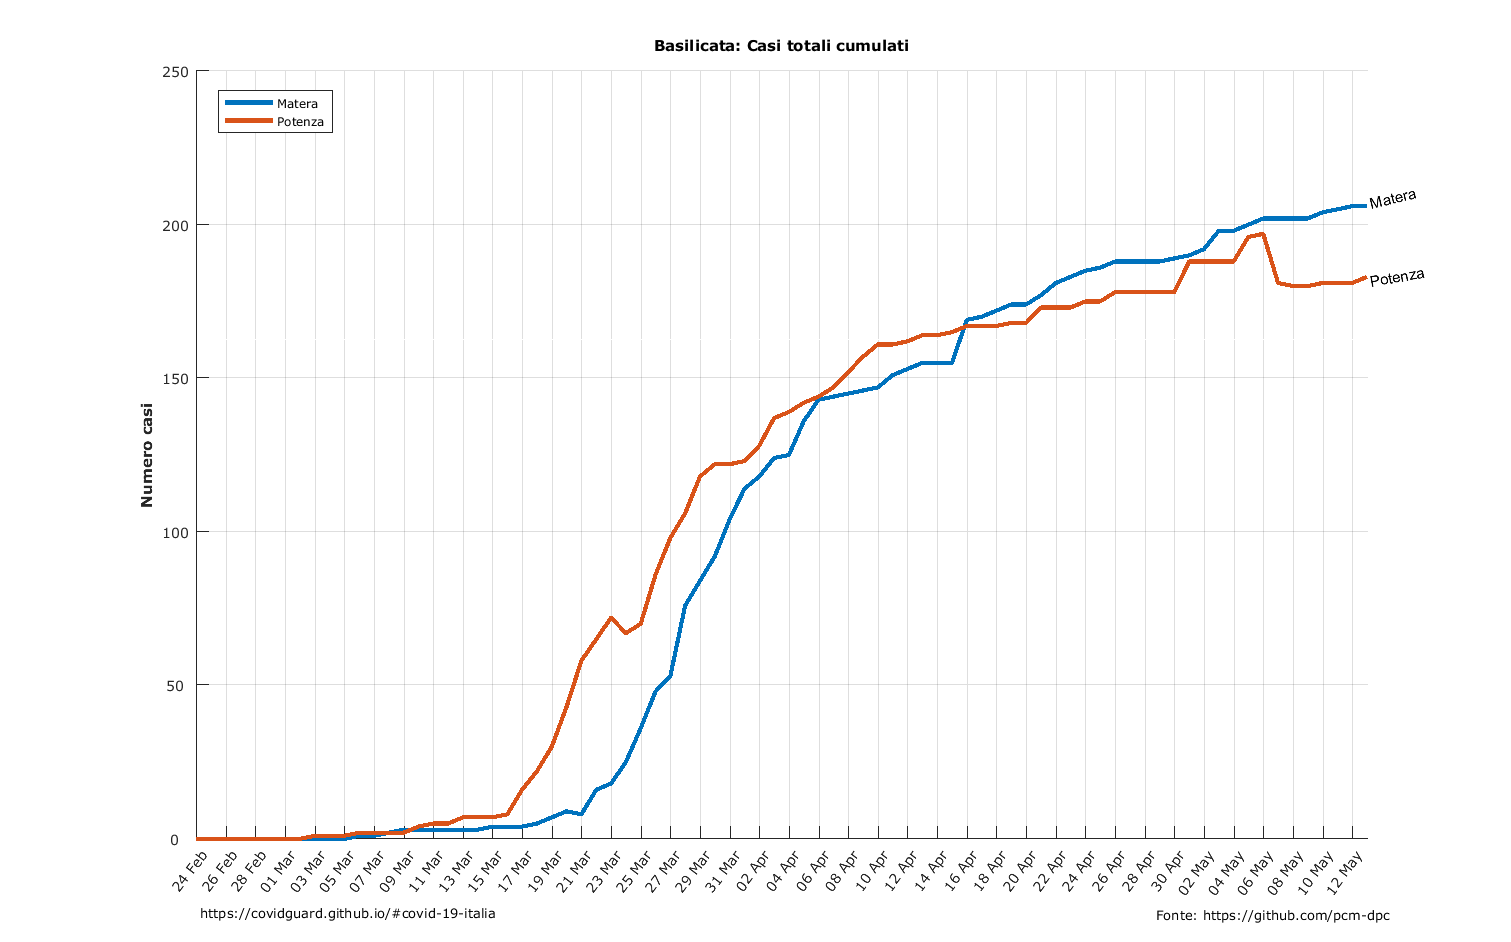 Basilicata: Casi totali cumulati
250
200
150
100
50
0
Numero casi
Matera
Potenza
Matera
Potenza
24 Feb
26 Feb
28 Feb
01 Mar
03 Mar
05 Mar
07 Mar
09 Mar
11 Mar
13 Mar
15 Mar
17 Mar
19 Mar
21 Mar
23 Mar
25 Mar
27 Mar
29 Mar
31 Mar
02 Apr
04 Apr
06 Apr
08 Apr
10 Apr
12 Apr
14 Apr
16 Apr
18 Apr
20 Apr
22 Apr
24 Apr
26 Apr
28 Apr
30 Apr
02 May
04 May
06 May
08 May
10 May
12 May
https://covidguard.github.io/#covid-19-italia
Fonte: https://github.com/pcm-dpc